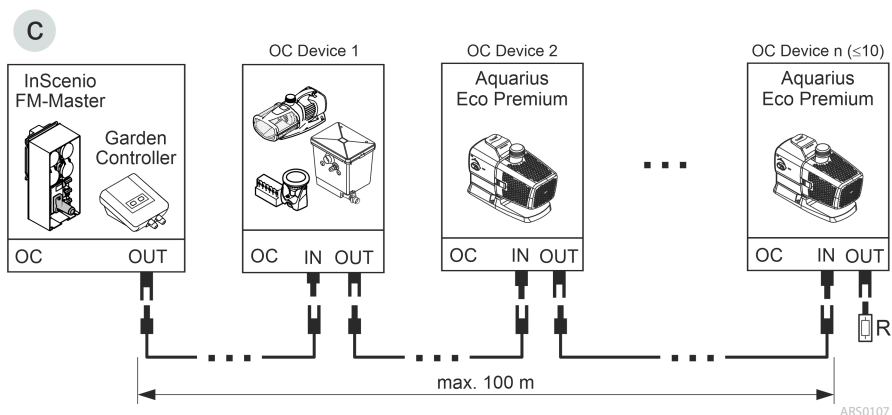 C
OC Device 1
OC Device 2
OC Device n (≤10)
InScenio
FM-Master
Garden
Controller
Aquarius
Eco Premium
Aquarius
Eco Premium
OC OUT
OC IN OUT
OC IN OUT
OC IN OUT
R
max. 100 m
ARS0107